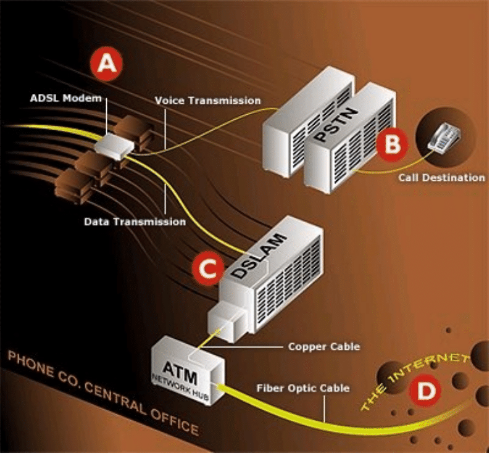 A
ADSL Modem
Voice Transmission
PSTN
B
Call Destination
Data Transmission
C
DSLAM
Copper Cable
ATM
NETWORK HUB
Fiber Optic Cable
THE INTERNET
D
PHONE CO. CENTRAL OFFICE